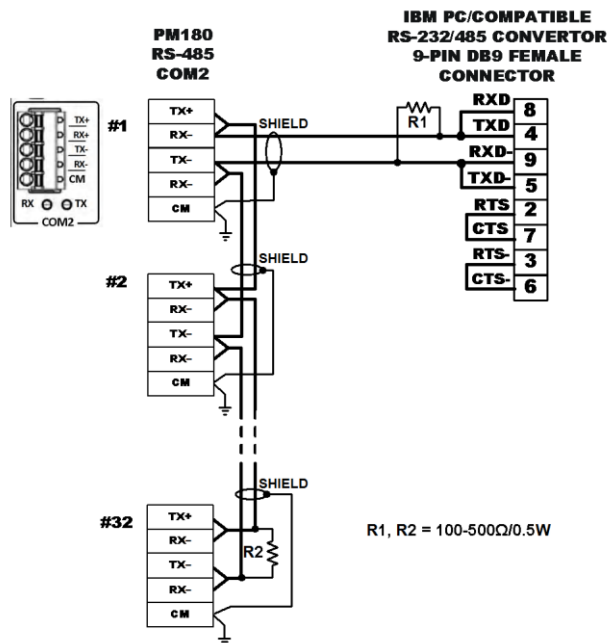 IBM PC/COMPATIBLE
RS-232/485 CONVERTOR
9-PIN DB9 FEMALE
CONNECTOR
PM180
RS-485
COM2
TX+
RX+
TX-
RX-
CM
RX TX
COM2
#1
TX+
RX–
TX–
RX–
CM
SHIELD
R1
RXD 8
TXD 4
RXD- 9
TXD- 5
RTS 2
CTS 7
RTS- 3
CTS- 6
#2
SHIELD
TX+
RX–
TX–
RX–
CM
#32
SHIELD
TX+
RX–
TX–
RX–
CM
R2
R1, R2 = 100-500Ω/0.5W